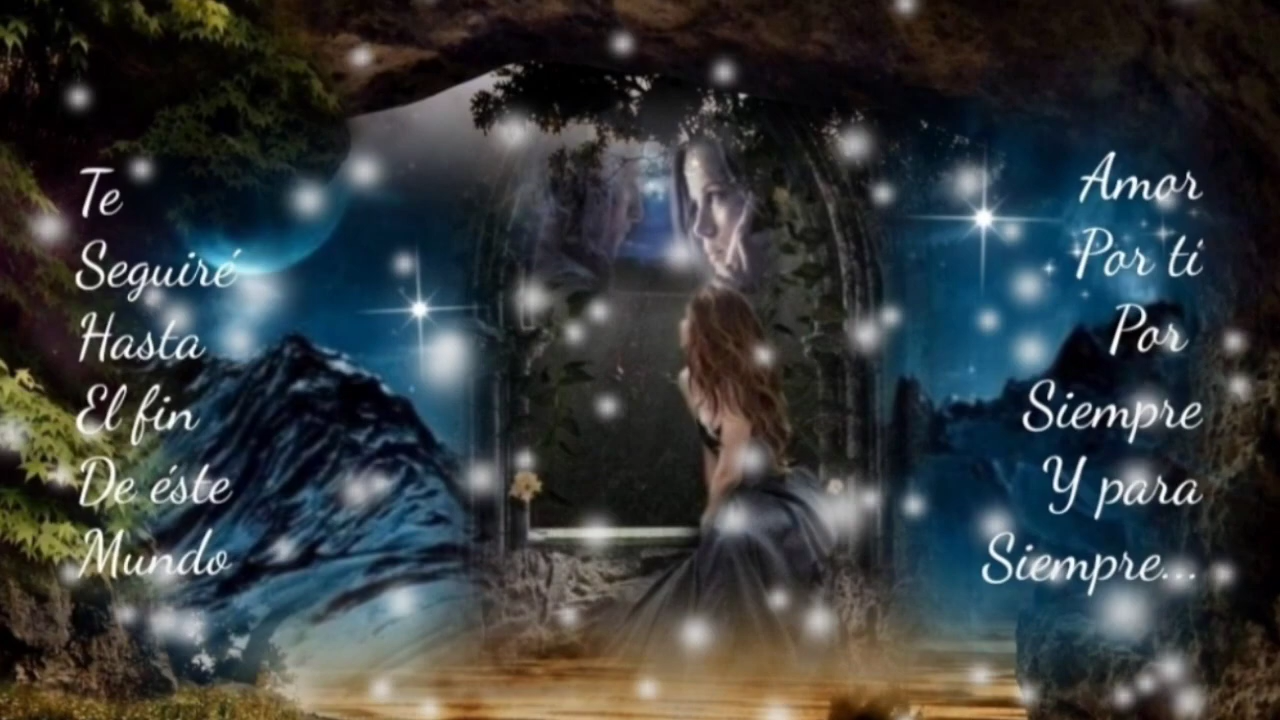 Te
Seguiré
Hasta
El fin
De éste
Mundo
Amor
Por ti
Por
Siempre
Y para
Siempre...